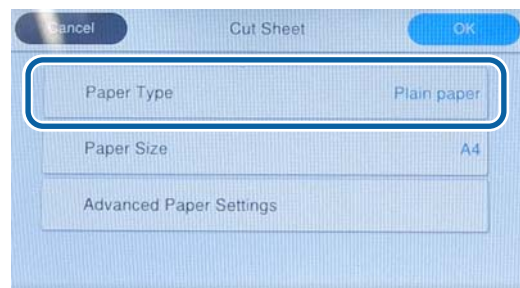 Cancel Cut Sheet OK
Paper Type Plain paper
Paper Size A4
Advanced Paper Settings